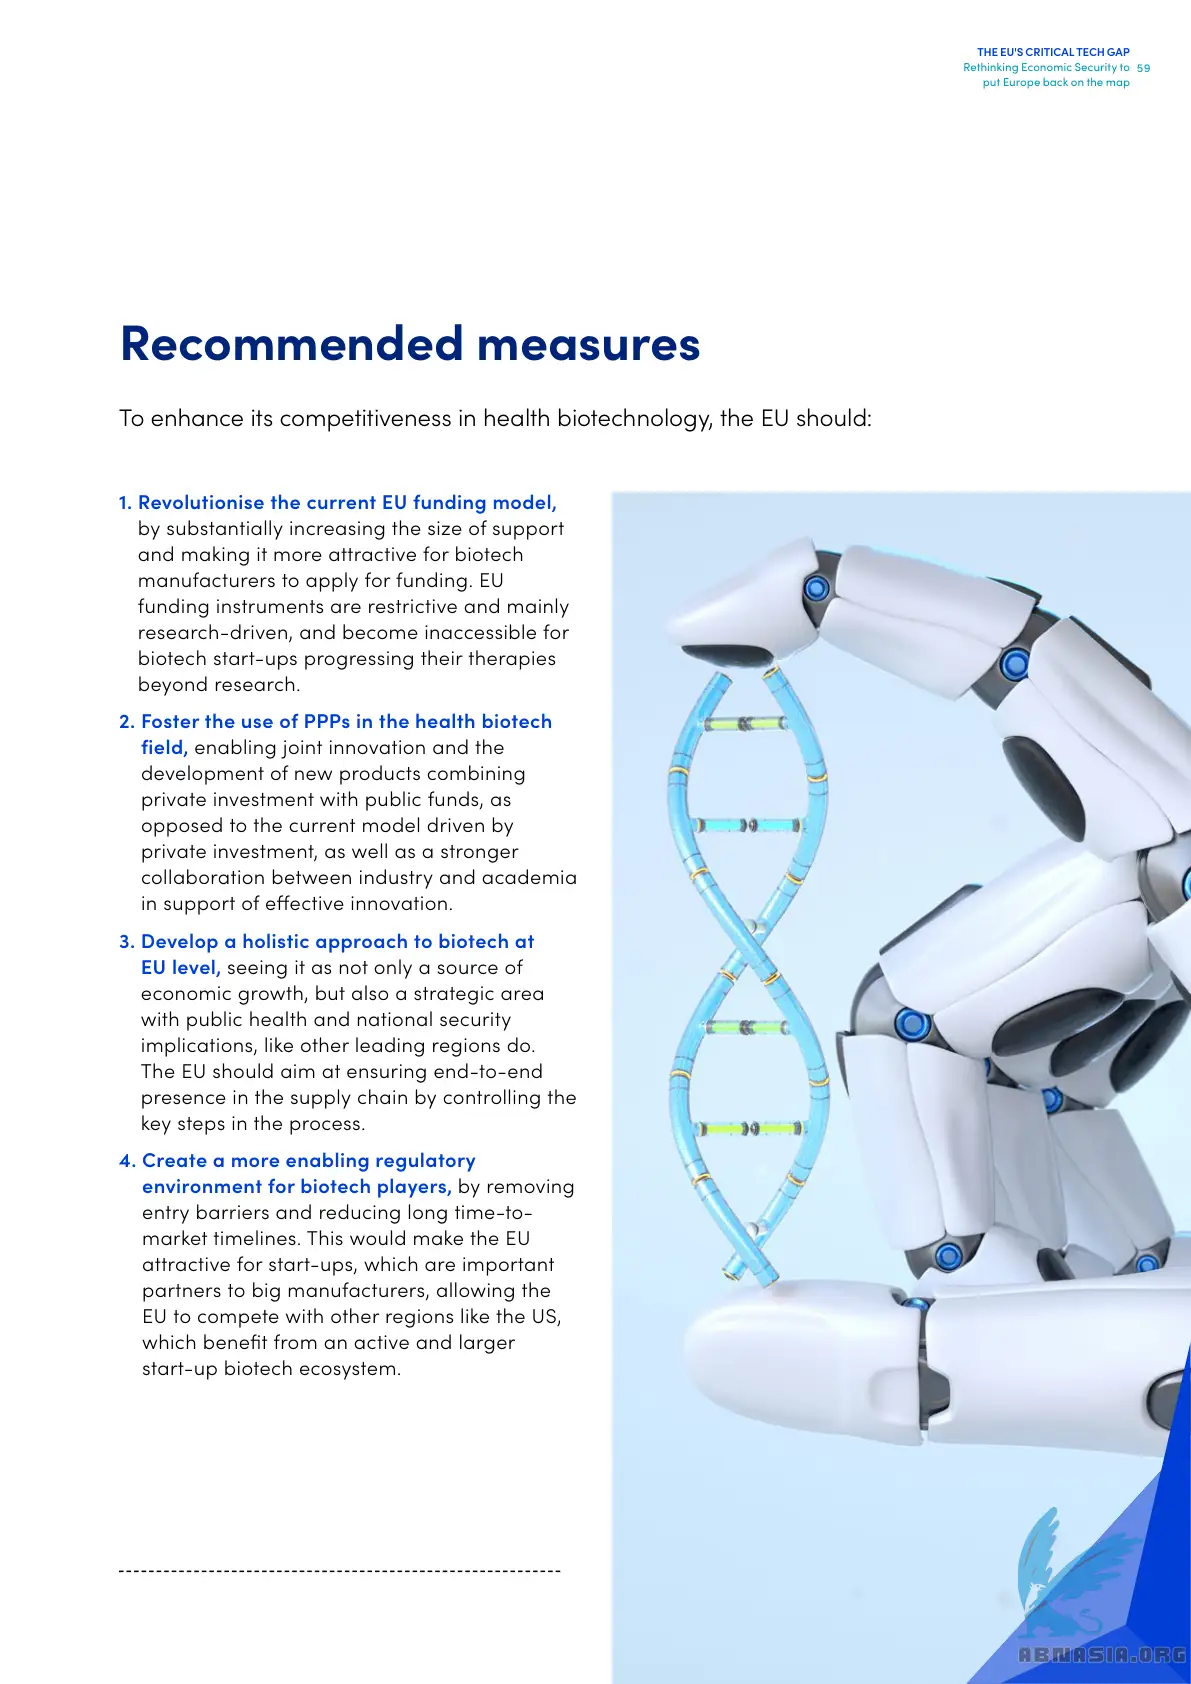 THE EU'S CRITICAL TECH GAP
Rethinking Economic Security to 59
put Europe back on the map
Recommended measures
To enhance its competitiveness in health biotechnology, the EU should:
1. Revolutionise the current EU funding model,
by substantially increasing the size of support
and making it more attractive for biotech
manufacturers to apply for funding. EU
funding instruments are restrictive and mainly
research-driven, and become inaccessible for
biotech start-ups progressing their therapies
beyond research.
2. Foster the use of PPPs in the health biotech
field, enabling joint innovation and the
development of new products combining
private investment with public funds, as
opposed to the current model driven by
private investment, as well as a stronger
collaboration between industry and academia
in support of effective innovation.
3. Develop a holistic approach to biotech at
EU level, seeing it as not only a source of
economic growth, but also a strategic area
with public health and national security
implications, like other leading regions do.
The EU should aim at ensuring end-to-end
presence in the supply chain by controlling the
key steps in the process.
4. Create a more enabling regulatory
environment for biotech players, by removing
entry barriers and reducing long time-to-
market timelines. This would make the EU
attractive for start-ups, which are important
partners to big manufacturers, allowing the
EU to compete with other regions like the US,
which benefit from an active and larger
start-up biotech ecosystem.
ABNASIA.ORG